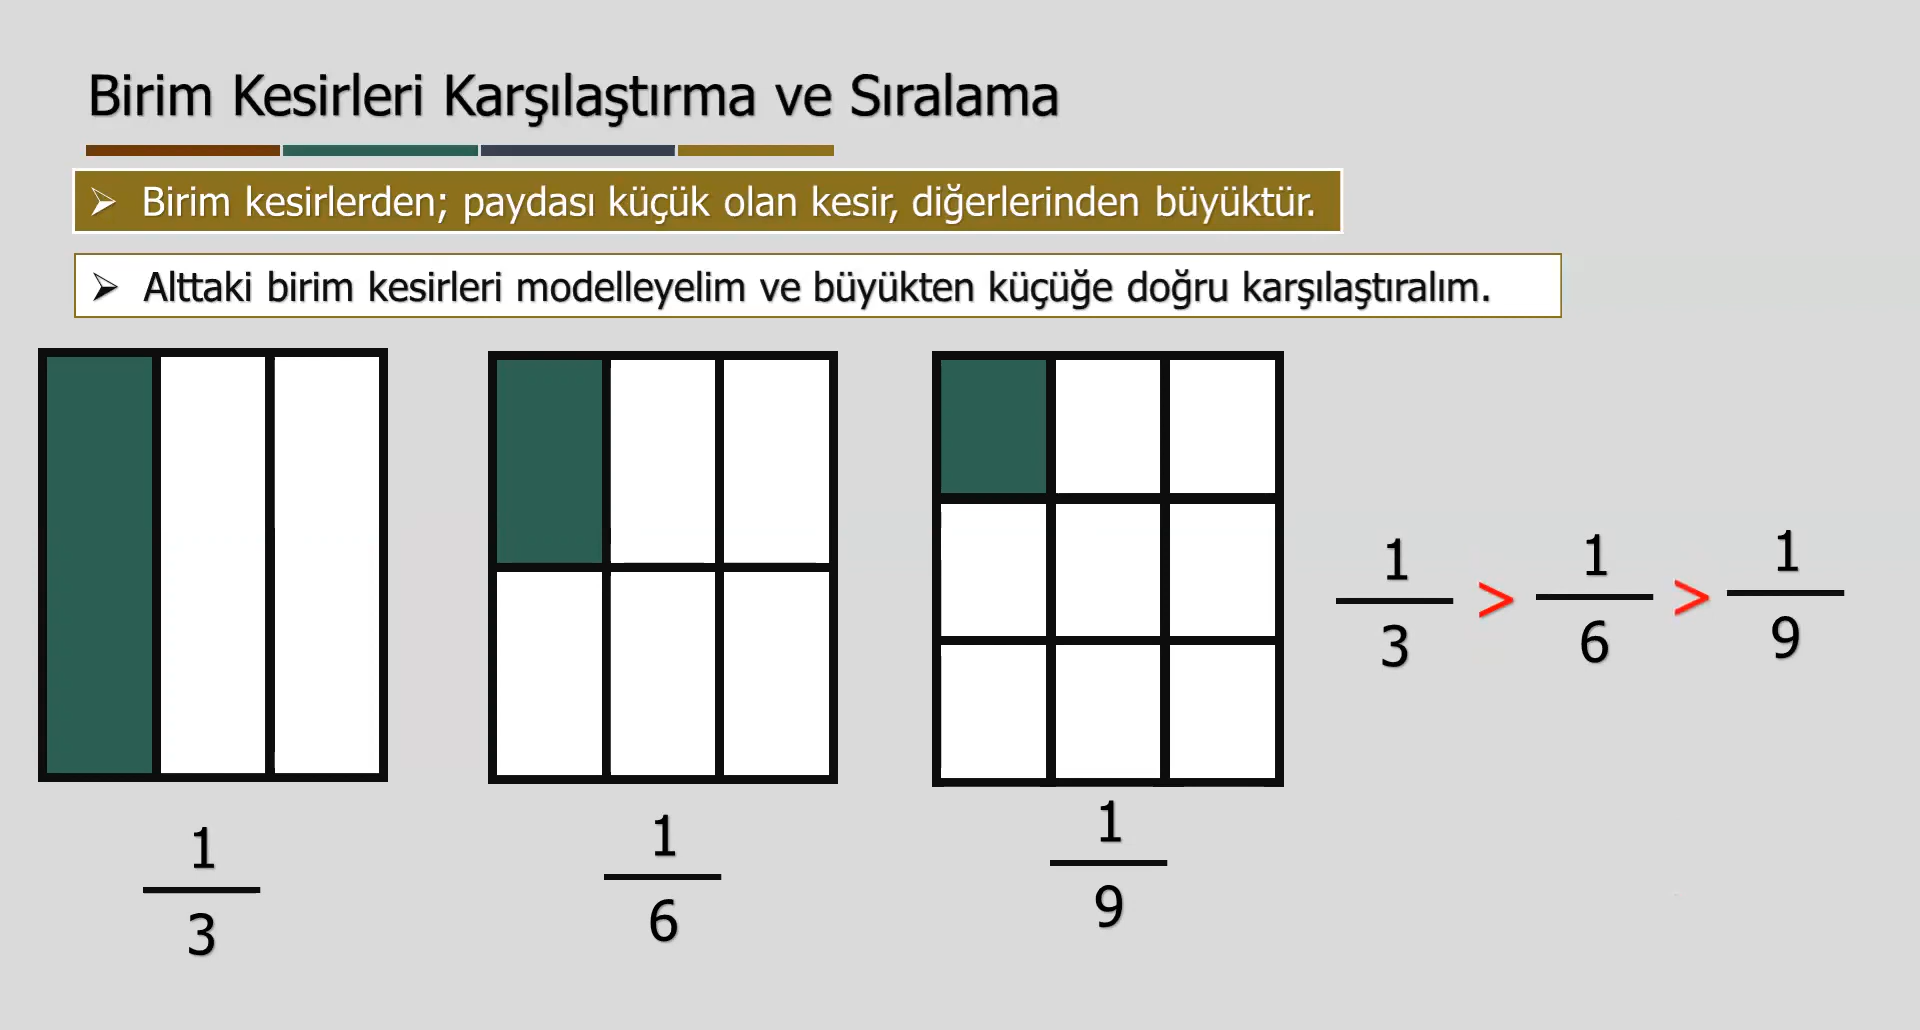 Birim Kesirleri Karşılaştırma ve Sıralama
➢ Birim kesirlerden; paydası küçük olan kesir, diğerlerinden büyüktür.
➢ Alttaki birim kesirleri modelleyelim ve büyükten küçüğe doğru karşılaştıralım.
1/3 > 1/6 > 1/9
1/3
1/6
1/9